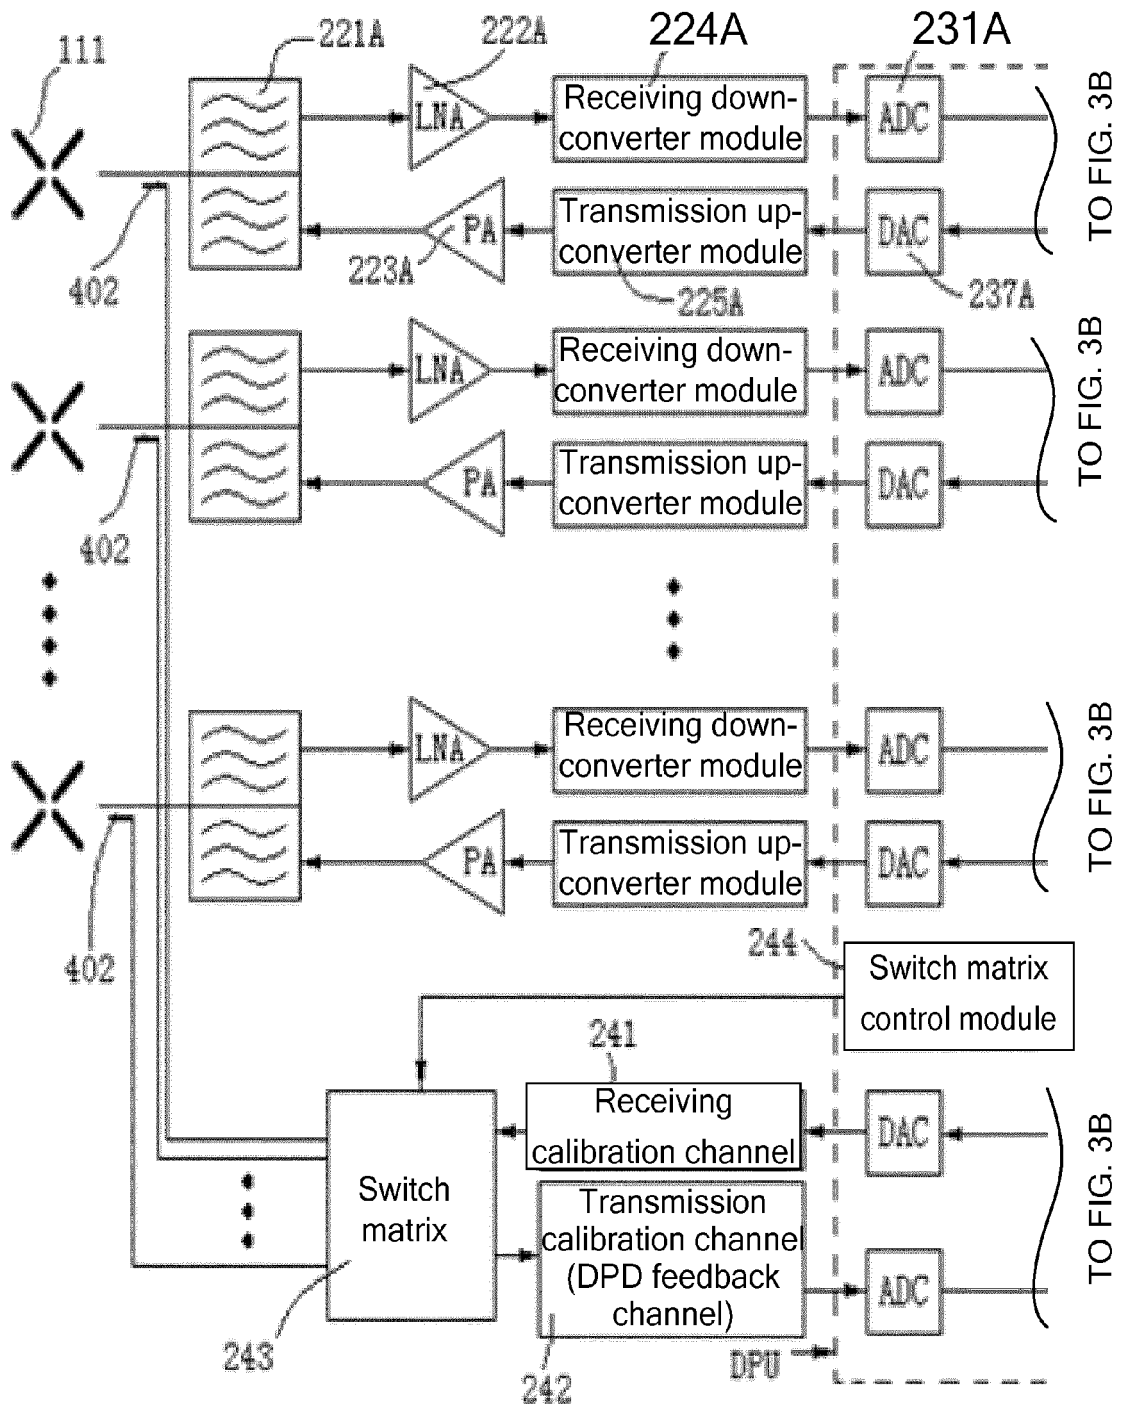 111
221A
222A
224A
231A
LNA
Receiving down-
converter module
ADC
TO FIG. 3B
402
PA
223A
Transmission up-
converter module
225A
DAC
237A
LNA
Receiving down-
converter module
ADC
TO FIG. 3B
402
PA
Transmission up-
converter module
DAC
LNA
Receiving down-
converter module
ADC
TO FIG. 3B
402
PA
Transmission up-
converter module
DAC
244
Switch matrix
control module
241
Receiving
calibration channel
DAC
TO FIG. 3B
Switch
matrix
243
Transmission
calibration channel
(DPD feedback
channel)
242
ADC
DPU